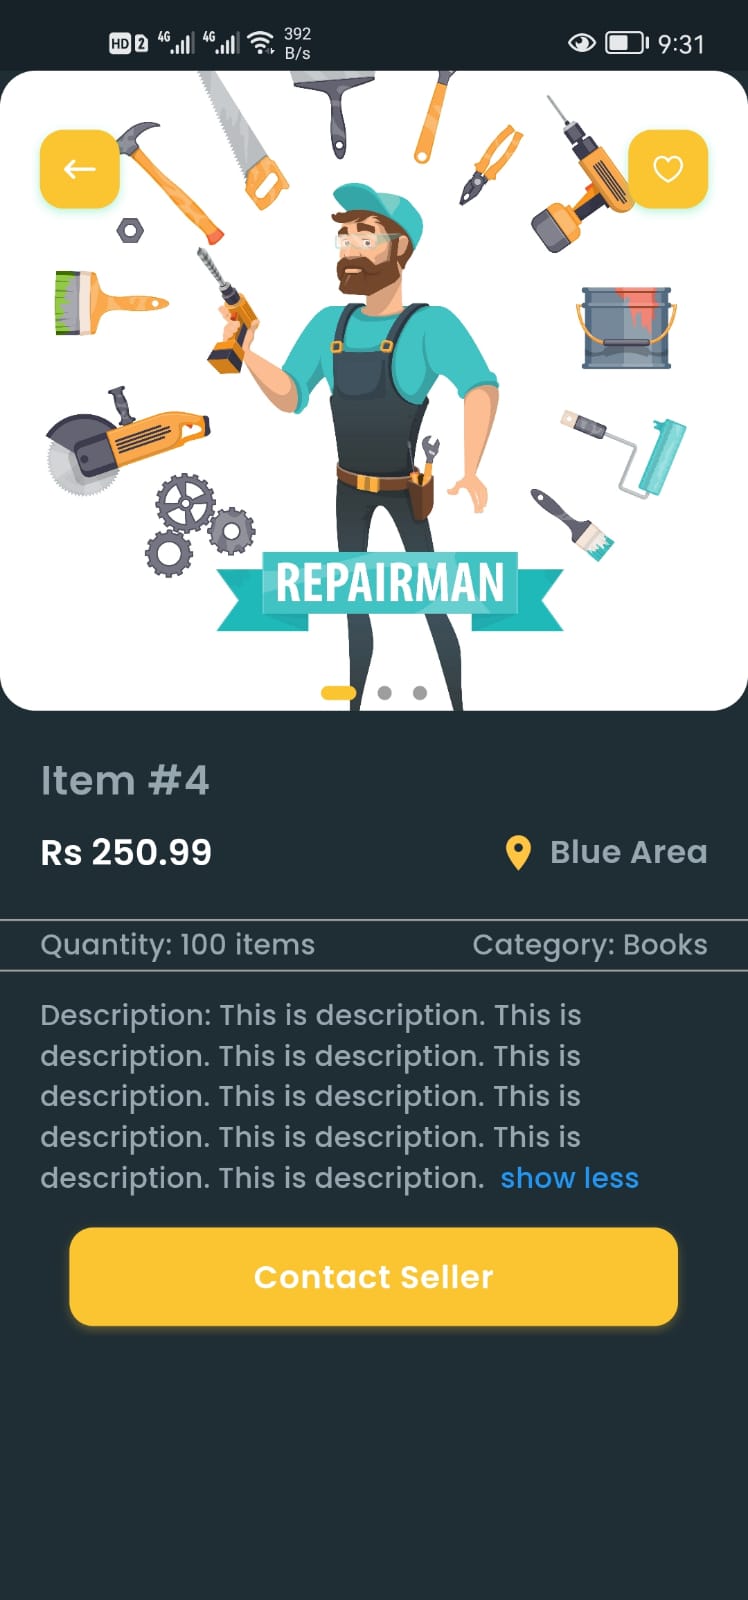 HD 2 4G 4G 392 B/s 9:31
REPAIRMAN
Item #4
Rs 250.99 Blue Area
Quantity: 100 items Category: Books
Description: This is description. This is
description. This is description. This is
description. This is description. This is
description. This is description. This is
description. This is description. show less
Contact Seller